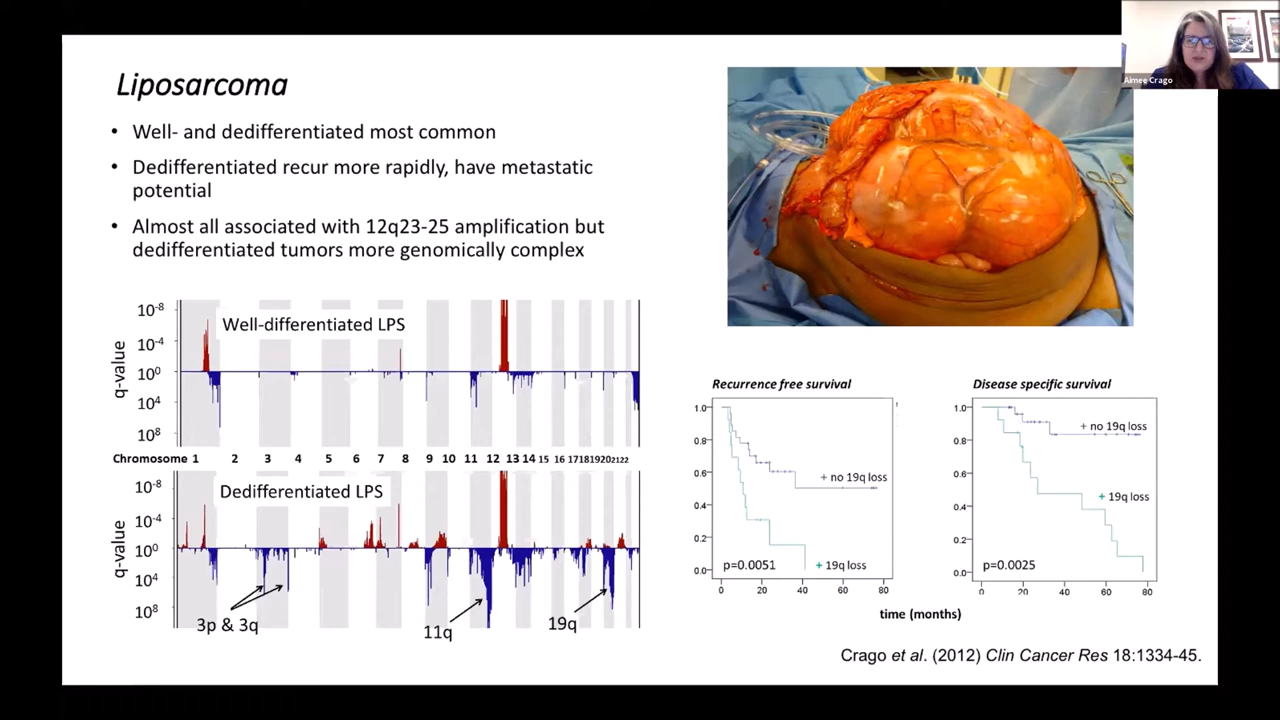 Aimee Crago
Liposarcoma
• Well- and dedifferentiated most common
• Dedifferentiated recur more rapidly, have metastatic
potential
• Almost all associated with 12q23-25 amplification but
dedifferentiated tumors more genomically complex
Well-differentiated LPS
q-value
10-8
10-4
100
104
108
Chromosome 1 2 3 4 5 6 7 8 9 10 11 12 13 14 15 16 171819202122
Dedifferentiated LPS
q-value
10-8
10-4
100
104
108
3p & 3q
11q
19q
Recurrence free survival
1.0
0.8
0.6
0.4
0.2
0.0
+ no 19q loss
+ 19q loss
p=0.0051
0 20 40 60 80
Disease specific survival
1.0
0.8
0.6
0.4
0.2
0.0
+ no 19q loss
+ 19q loss
p=0.0025
0 20 40 60 80
time (months)
Crago et al. (2012) Clin Cancer Res 18:1334-45.